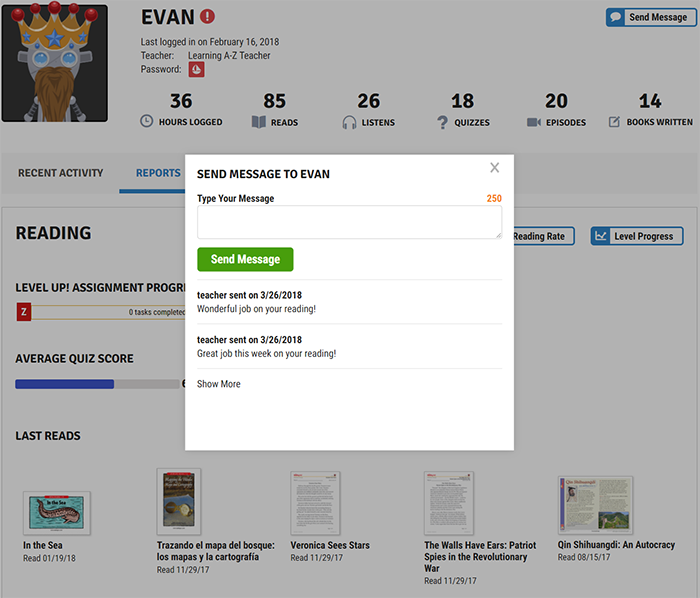 EVAN
Send Message
Last logged in on February 16, 2018
Teacher: Learning A-Z Teacher
Password:
36 85 26 18 20 14
HOURS LOGGED READS LISTENS QUIZZES EPISODES BOOKS WRITTEN
RECENT ACTIVITY REPORTS
SEND MESSAGE TO EVAN
Type Your Message 250
Send Message
teacher sent on 3/26/2018
Wonderful job on your reading!
teacher sent on 3/26/2018
Great job this week on your reading!
Show More
READING
Reading Rate Level Progress
LEVEL UP! ASSIGNMENT PROGR
Z 0 tasks completed
AVERAGE QUIZ SCORE
LAST READS
In the Sea
In the Sea
Read 01/19/18
Trazando el mapa del bosque:
los mapas y la cartografía
Read 11/29/17
Veronica Sees Stars
Read 11/29/17
The Walls Have Ears: Patriot
Spies in the Revolutionary
War
Read 11/29/17
Qin Shihuangdi
Qin Shihuangdi: An Autocracy
Read 08/15/17